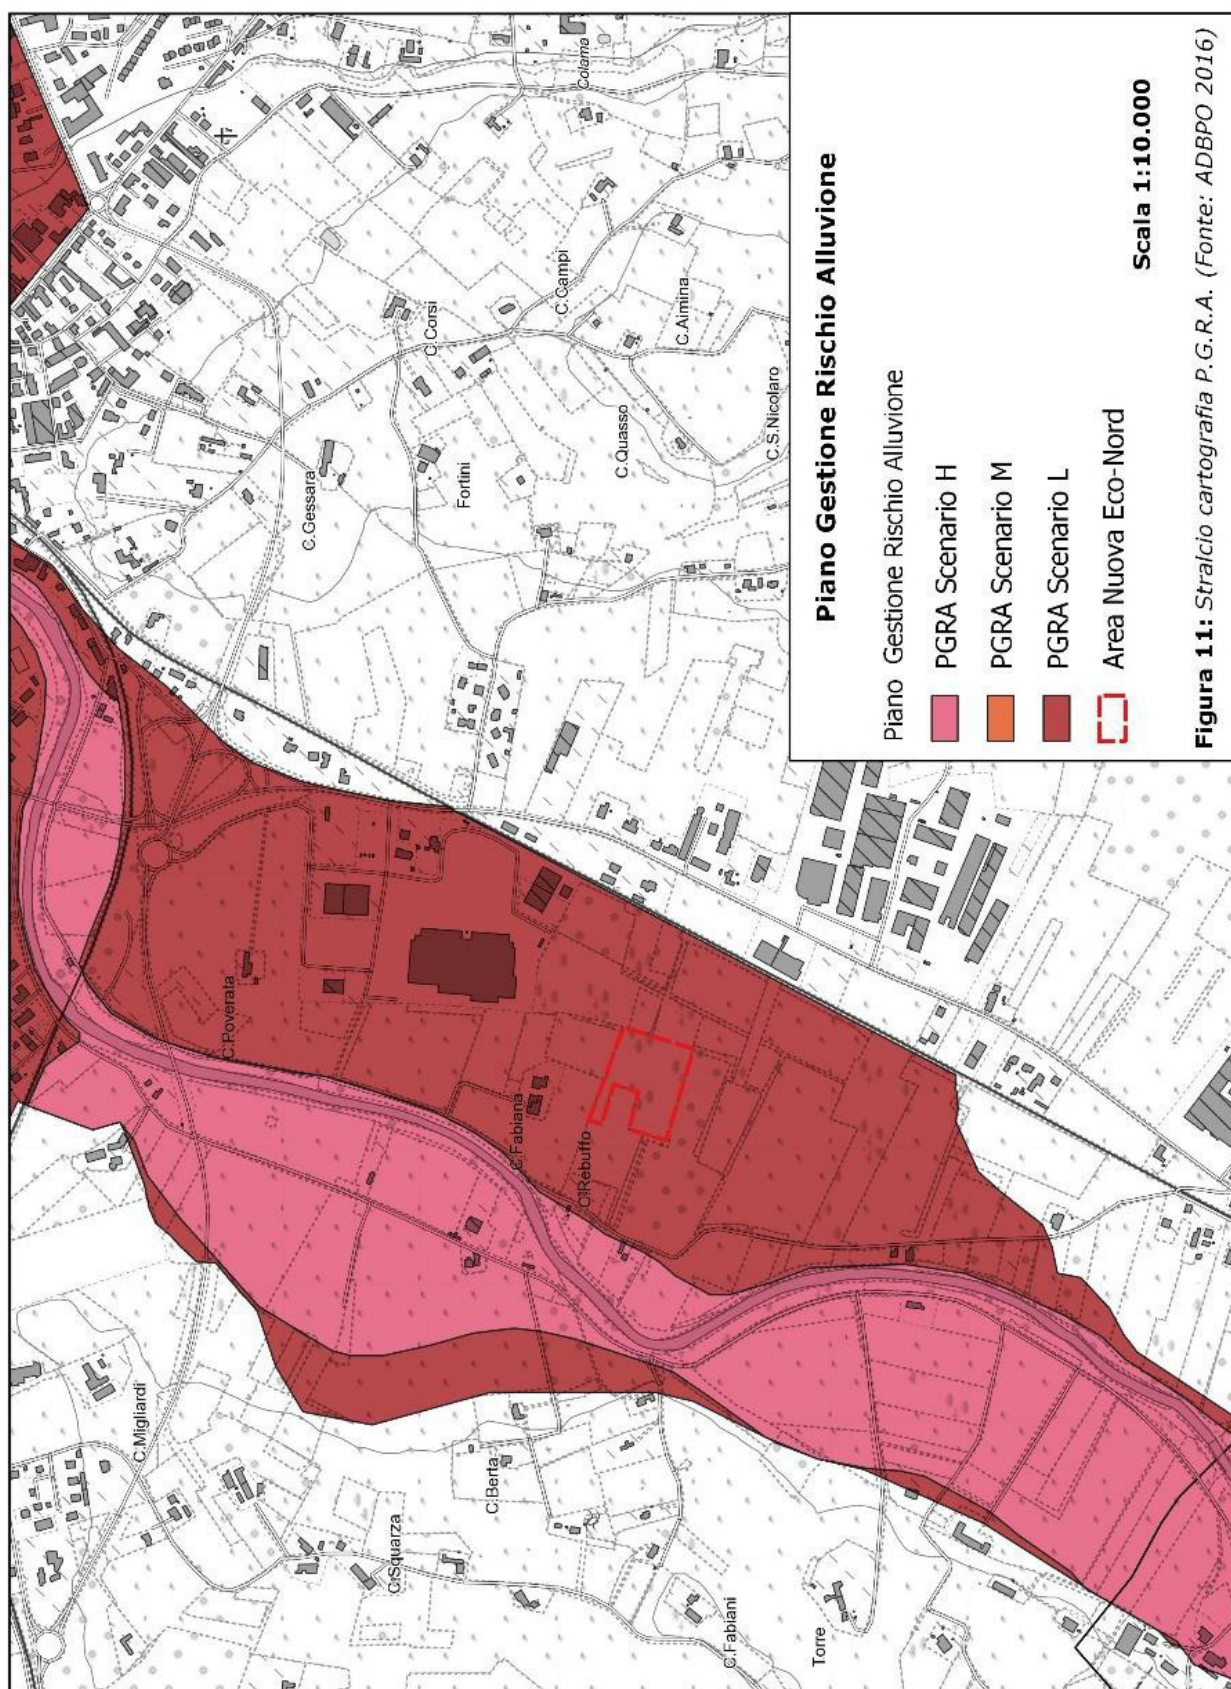 Colama
C.Campi
C.Corsi
C.Aimina
C.Quasso
C.S.Nicolaro
Fortini
C.Gessara
C.Poverata
C.Fabiana
C.Rebuffo
C.Migliardi
C.Berta
C.Squarza
C.Fabiani
Torre
Piano Gestione Rischio Alluvione
Piano Gestione Rischio Alluvione
PGRA Scenario H
PGRA Scenario M
PGRA Scenario L
Area Nuova Eco-Nord
Scala 1:10.000
Figura 11: Stralcio cartografia P.G.R.A. (Fonte: ADBPO 2016)